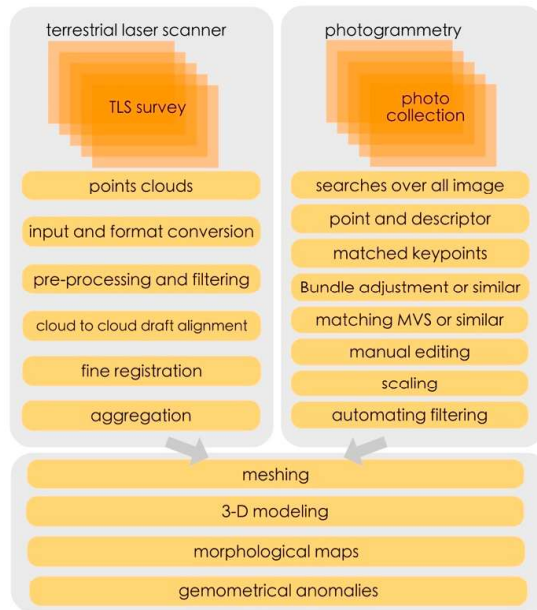 terrestrial laser scanner
TLS survey
points clouds
input and format conversion
pre-processing and filtering
cloud to cloud draft alignment
fine registration
aggregation
photogrammetry
photo
collection
searches over all image
point and descriptor
matched keypoints
Bundle adjustment or similar
matching MVS or similar
manual editing
scaling
automating filtering
meshing
3-D modeling
morphological maps
gemometrical anomalies